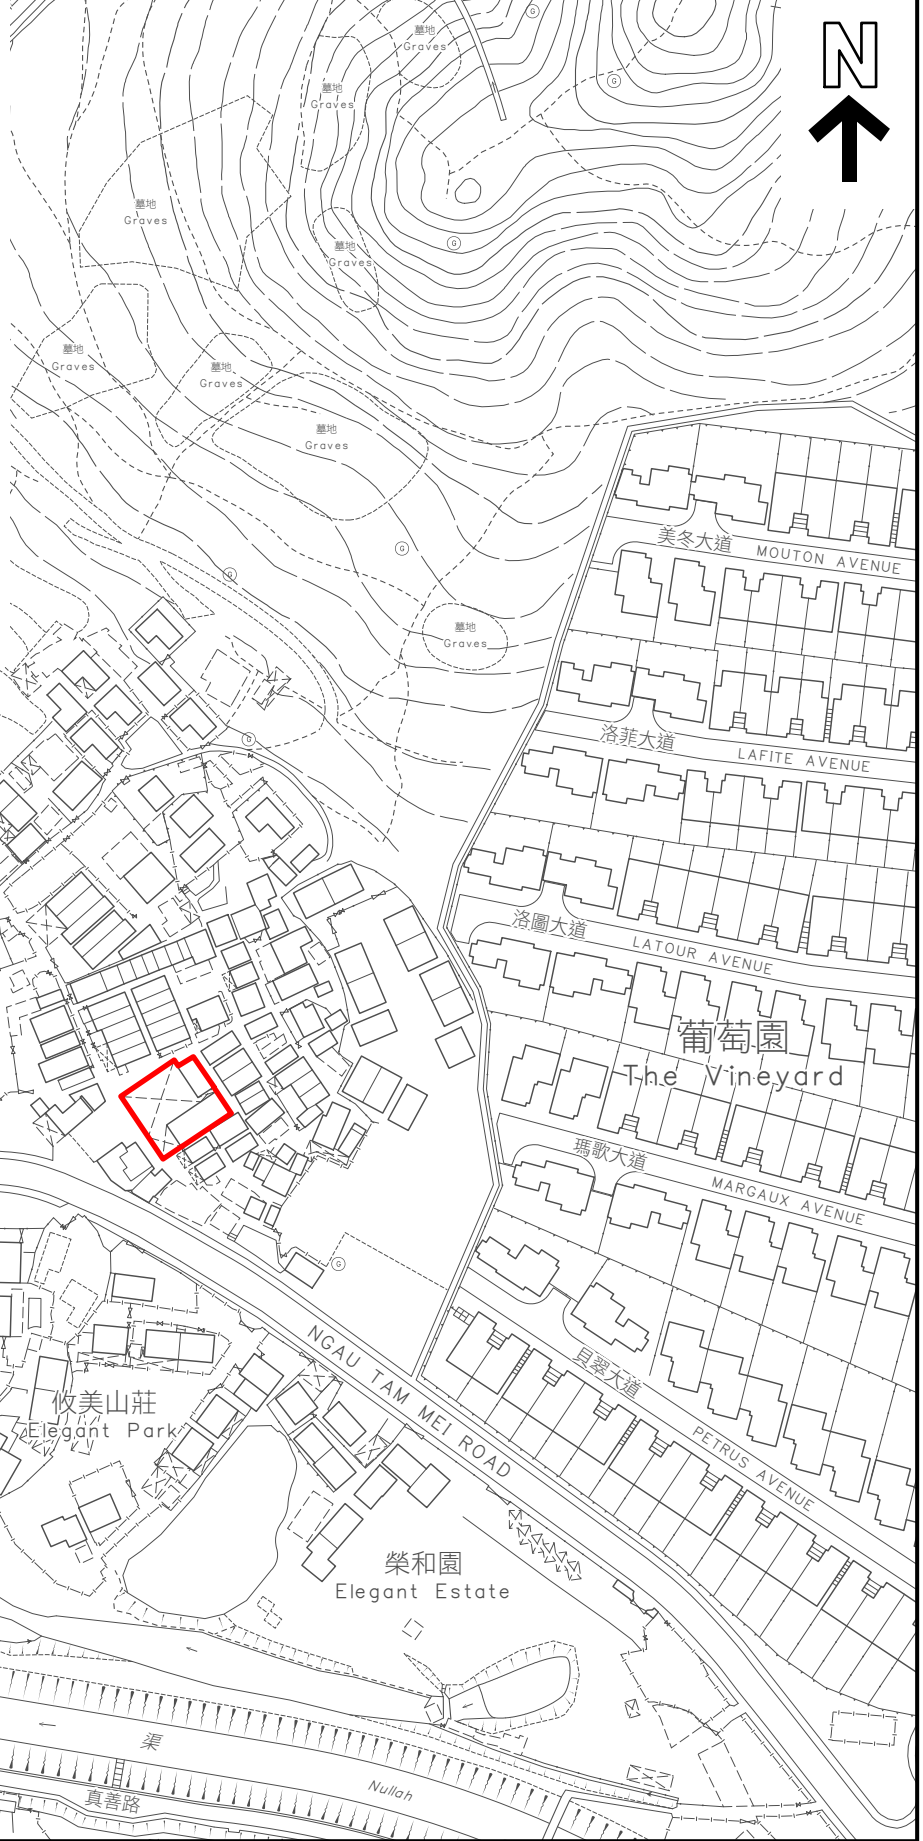 墓地
Graves
G
N
G
墓地
Graves
墓地
Graves
G
墓地
Graves
墓地
Graves
墓地
Graves
墓地
Graves
美冬大道
MOUTON AVENUE
G
G
墓地
Graves
洛菲大道
LAFITE AVENUE
G
洛圖大道
LATOUR AVENUE
葡萄園
The Vineyard
瑪歌大道
MARGAUX AVENUE
G
NGAU TAM MEI ROAD
貝翠大道
PETRUS AVENUE
攸美山莊
Elegant Park
榮和園
Elegant Estate
渠
Nullah
真善路